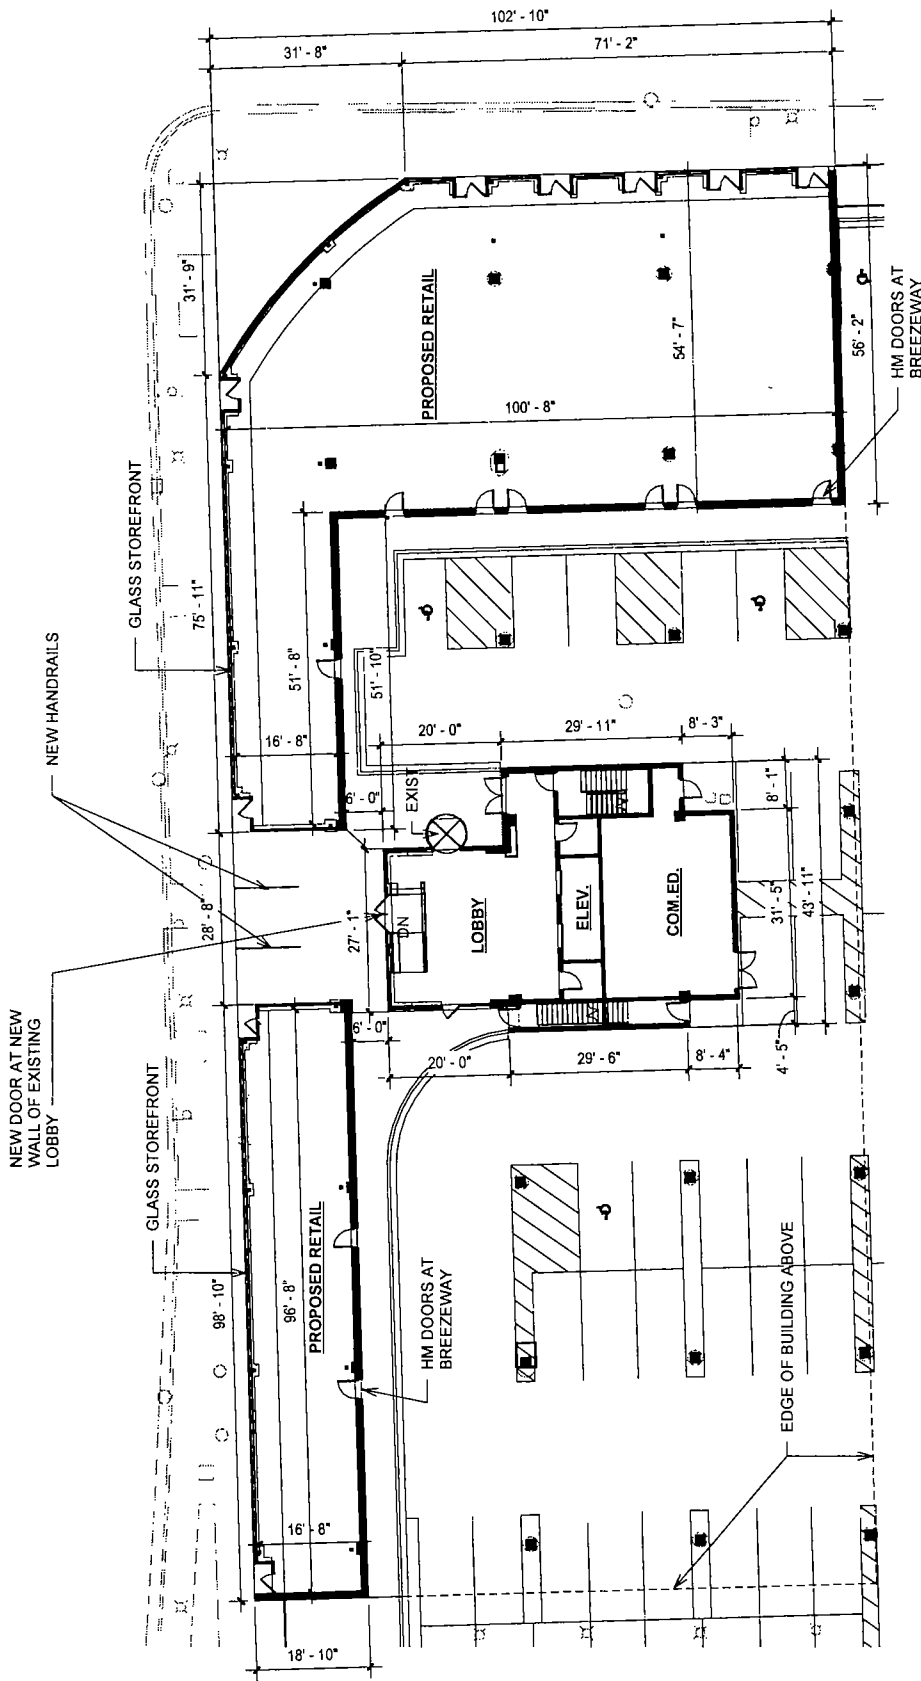 102' - 10"
31' - 8"
71' - 2"
31' - 9"
PROPOSED RETAIL
54' - 7"
56' - 2"
HM DOORS AT
BREEZEWAY
100' - 8"
GLASS STOREFRONT
75' - 11"
NEW HANDRAILS
51' - 8"
51' - 10"
16' - 8"
20' - 0"
29' - 11"
8' - 3"
6' - 0"
EXIST
8' - 1"
28' - 8"
27' - 1"
DN
LOBBY
ELEV.
COM.ED.
31' - 5"
43' - 11"
NEW DOOR AT NEW
WALL OF EXISTING
LOBBY
6' - 0"
20' - 0"
29' - 6"
8' - 4"
4' - 5"
GLASS STOREFRONT
98' - 10"
96' - 8"
PROPOSED RETAIL
HM DOORS AT
BREEZEWAY
EDGE OF BUILDING ABOVE
16' - 8"
18' - 10"